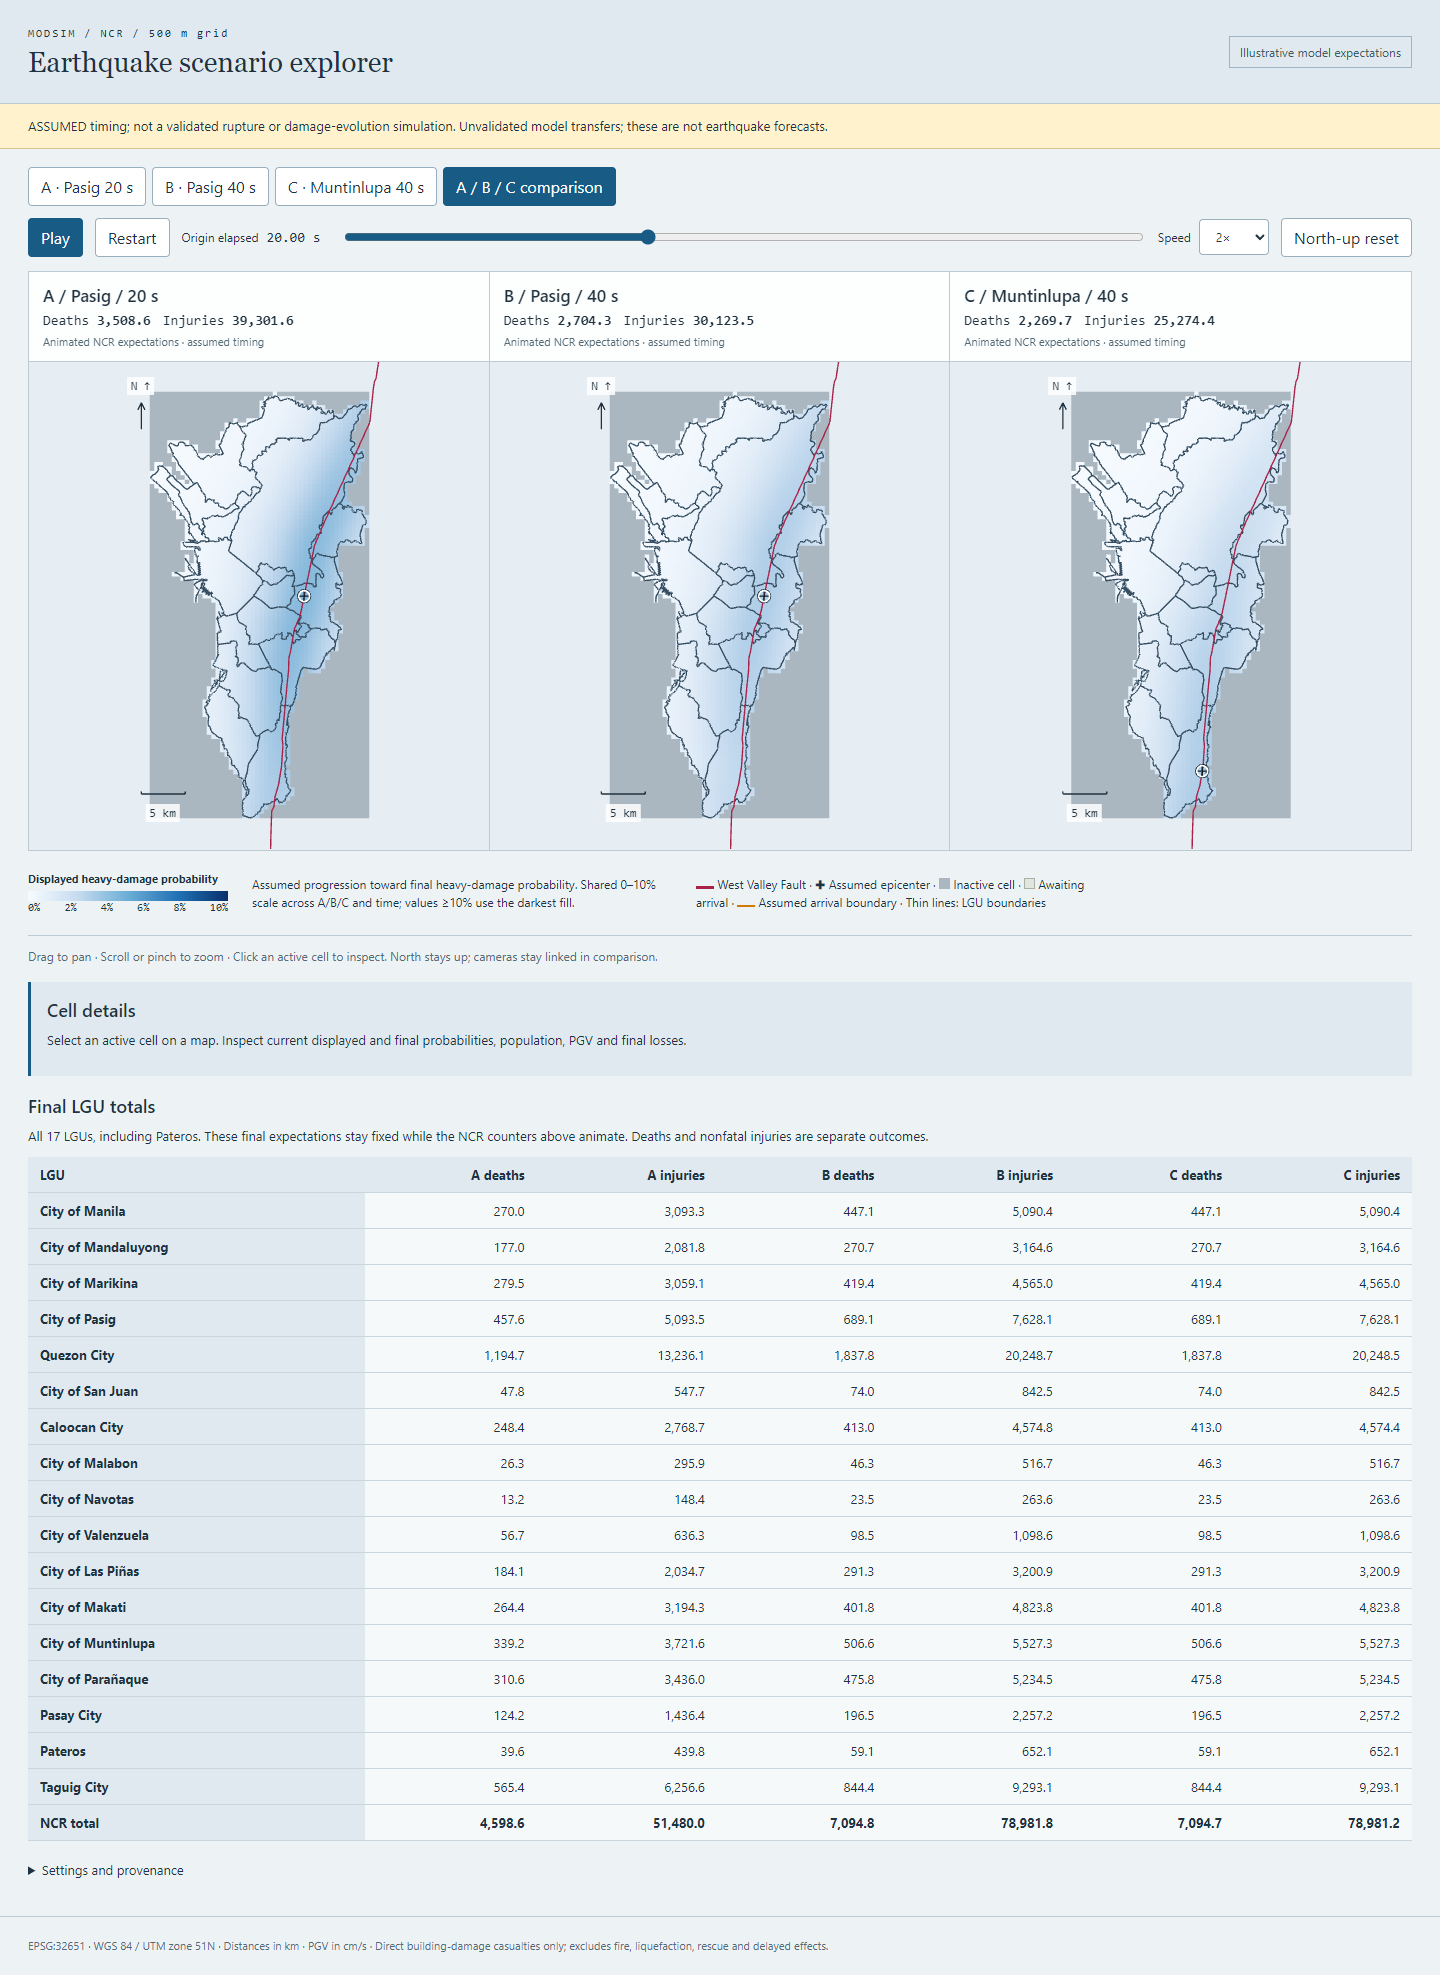 MODSIM / NCR / 500 m grid
Earthquake scenario explorer
Illustrative model expectations
ASSUMED timing; not a validated rupture or damage-evolution simulation. Unvalidated model transfers; these are not earthquake forecasts.
A · Pasig 20 s B · Pasig 40 s C · Muntinlupa 40 s A / B / C comparison
Play Restart Origin elapsed 20.00 s Speed 2× North-up reset
A / Pasig / 20 s
Deaths 3,508.6 Injuries 39,301.6
Animated NCR expectations · assumed timing
N ↑
5 km
B / Pasig / 40 s
Deaths 2,704.3 Injuries 30,123.5
Animated NCR expectations · assumed timing
N ↑
5 km
C / Muntinlupa / 40 s
Deaths 2,269.7 Injuries 25,274.4
Animated NCR expectations · assumed timing
N ↑
5 km
Displayed heavy-damage probability
0% 2% 4% 6% 8% 10%
Assumed progression toward final heavy-damage probability. Shared 0–10%
scale across A/B/C and time; values ≥10% use the darkest fill.
West Valley Fault · ✚ Assumed epicenter · Inactive cell · Awaiting
arrival · Assumed arrival boundary · Thin lines: LGU boundaries
Drag to pan · Scroll or pinch to zoom · Click an active cell to inspect. North stays up; cameras stay linked in comparison.
Cell details
Select an active cell on a map. Inspect current displayed and final probabilities, population, PGV and final losses.
Final LGU totals
All 17 LGUs, including Pateros. These final expectations stay fixed while the NCR counters above animate. Deaths and nonfatal injuries are separate outcomes.
LGU A deaths A injuries B deaths B injuries C deaths C injuries
City of Manila 270.0 3,093.3 447.1 5,090.4 447.1 5,090.4
City of Mandaluyong 177.0 2,081.8 270.7 3,164.6 270.7 3,164.6
City of Marikina 279.5 3,059.1 419.4 4,565.0 419.4 4,565.0
City of Pasig 457.6 5,093.5 689.1 7,628.1 689.1 7,628.1
Quezon City 1,194.7 13,236.1 1,837.8 20,248.7 1,837.8 20,248.5
City of San Juan 47.8 547.7 74.0 842.5 74.0 842.5
Caloocan City 248.4 2,768.7 413.0 4,574.8 413.0 4,574.4
City of Malabon 26.3 295.9 46.3 516.7 46.3 516.7
City of Navotas 13.2 148.4 23.5 263.6 23.5 263.6
City of Valenzuela 56.7 636.3 98.5 1,098.6 98.5 1,098.6
City of Las Piñas 184.1 2,034.7 291.3 3,200.9 291.3 3,200.9
City of Makati 264.4 3,194.3 401.8 4,823.8 401.8 4,823.8
City of Muntinlupa 339.2 3,721.6 506.6 5,527.3 506.6 5,527.3
City of Parañaque 310.6 3,436.0 475.8 5,234.5 475.8 5,234.5
Pasay City 124.2 1,436.4 196.5 2,257.2 196.5 2,257.2
Pateros 39.6 439.8 59.1 652.1 59.1 652.1
Taguig City 565.4 6,256.6 844.4 9,293.1 844.4 9,293.1
NCR total 4,598.6 51,480.0 7,094.8 78,981.8 7,094.7 78,981.2
▶ Settings and provenance
EPSG:32651 · WGS 84 / UTM zone 51N · Distances in km · PGV in cm/s · Direct building-damage casualties only; excludes fire, liquefaction, rescue and delayed effects.